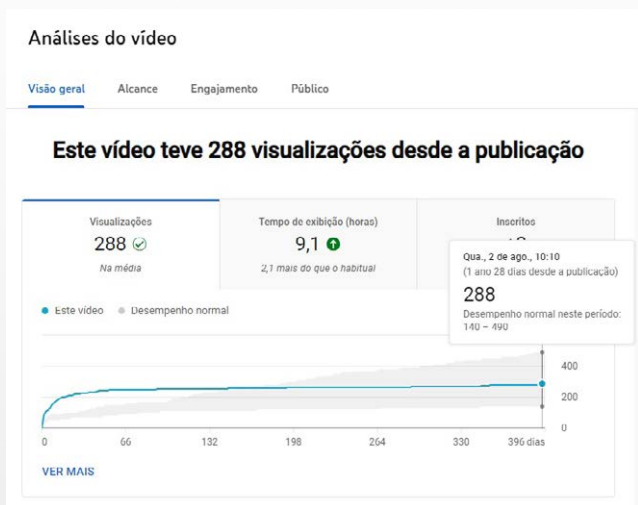 Análises do vídeo
Visão geral Alcance Engajamento Público
Este vídeo teve 288 visualizações desde a publicação
Visualizações
288
Na média
Tempo de exibição (horas)
9,1
2,1 mais do que o habitual
Inscritos
Qua., 2 de ago., 10:10
(1 ano 28 dias desde a publicação)
288
Desempenho normal neste período:
140 – 490
Este vídeo Desempenho normal
400
200
0
0 66 132 198 264 330 396 dias
VER MAIS